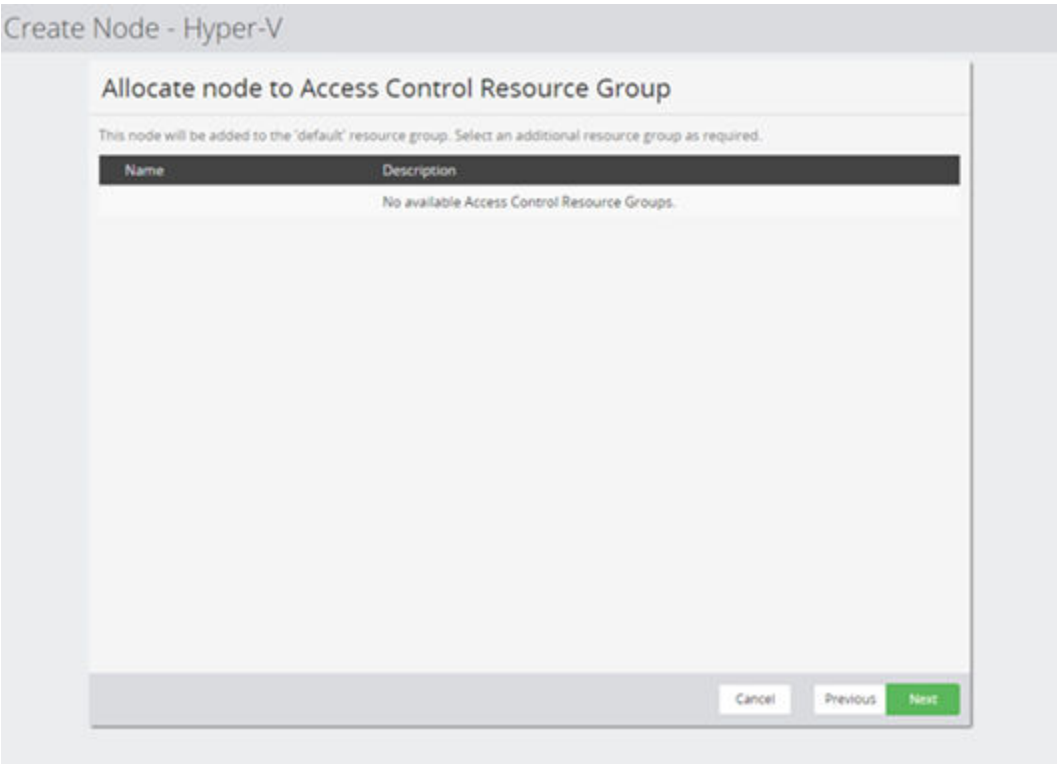 Create Node - Hyper-V
Allocate node to Access Control Resource Group
This node will be added to the 'default' resource group. Select an additional resource group as required.
Name Description
No available Access Control Resource Groups.
Cancel Previous Next